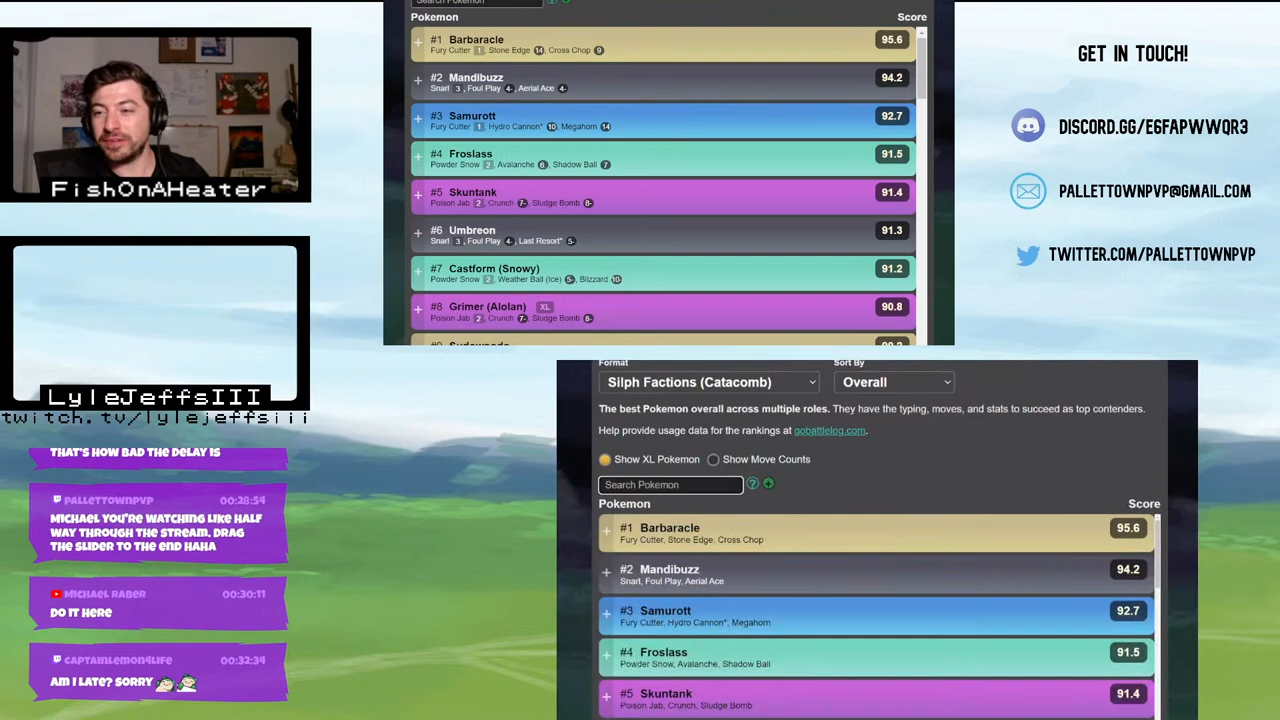 FishOnAHeater
LyleJeffsIII
twitch.tv/lylejeffsiii
THAT'S HOW BAD THE DELAY IS
PALLETTOWNPVP 00:28:54
MICHAEL YOU'RE WATCHING LIKE HALF
WAY THROUGH THE STREAM. DRAG
THE SLIDER TO THE END HAHA
MICHAEL RABER 00:30:11
DO IT HERE
CAPTAINLEMON4LIFE 00:32:34
AM I LATE? SORRY
Search Pokemon
Pokemon Score
#1 Barbaracle 95.6
Fury Cutter 1, Stone Edge 14, Cross Chop 9
#2 Mandibuzz 94.2
Snarl 3, Foul Play 4-, Aerial Ace 4-
#3 Samurott 92.7
Fury Cutter 1, Hydro Cannon* 10, Megahorn 14
#4 Froslass 91.5
Powder Snow 2, Avalanche 6, Shadow Ball 7
#5 Skuntank 91.4
Poison Jab 2, Crunch 7-, Sludge Bomb 8-
#6 Umbreon 91.3
Snarl 3, Foul Play 4-, Last Resort* 5-
#7 Castform (Snowy) 91.2
Powder Snow 2, Weather Ball (Ice) 5-, Blizzard 10-
#8 Grimer (Alolan) XL 90.8
Poison Jab 2, Crunch 7-, Sludge Bomb 8-
GET IN TOUCH!
DISCORD.GG/E6FAPWWQR3
PALLETTOWNPVP@GMAIL.COM
TWITTER.COM/PALLETTOWNPVP
Format Sort By
Silph Factions (Catacomb) Overall
The best Pokemon overall across multiple roles. They have the typing, moves, and stats to succeed as top contenders.
Help provide usage data for the rankings at gobattlelog.com.
Show XL Pokemon Show Move Counts
Search Pokemon ? +
Pokemon Score
#1 Barbaracle 95.6
Fury Cutter, Stone Edge, Cross Chop
#2 Mandibuzz 94.2
Snarl, Foul Play, Aerial Ace
#3 Samurott 92.7
Fury Cutter, Hydro Cannon*, Megahorn
#4 Froslass 91.5
Powder Snow, Avalanche, Shadow Ball
#5 Skuntank 91.4
Poison Jab, Crunch, Sludge Bomb